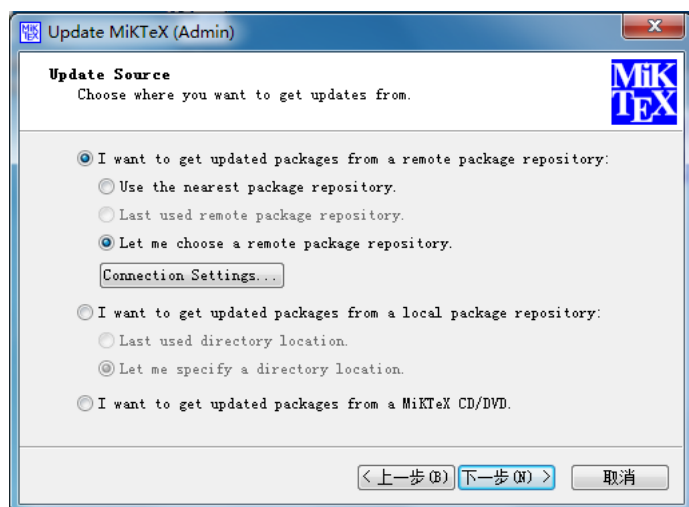 MiK
TEX
Update MiKTeX (Admin)
Update Source
Choose where you want to get updates from.
MiK
TEX
I want to get updated packages from a remote package repository:
Use the nearest package repository.
Last used remote package repository.
Let me choose a remote package repository.
Connection Settings...
I want to get updated packages from a local package repository:
Last used directory location.
Let me specify a directory location.
I want to get updated packages from a MiKTeX CD/DVD.
< 上一步(B) 下一步(N) > 取消